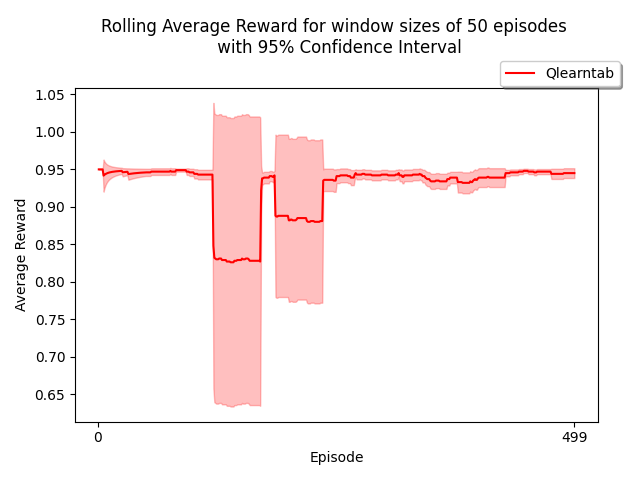 Rolling Average Reward for window sizes of 50 episodes
with 95% Confidence Interval
Qlearntab
1.05
1.00
0.95
0.90
0.85
0.80
0.75
0.70
0.65
Average Reward
0
499
Episode